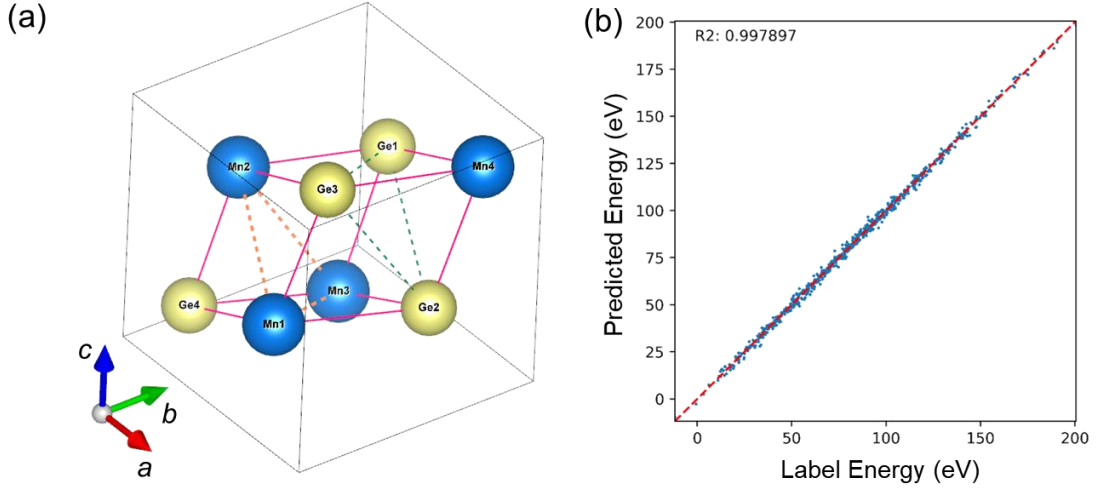 (a)
Ge1
Mn2
Mn4
Ge3
Mn3
Ge4
Ge2
Mn1
c
b
a
(b)
R2: 0.997897
200
175
150
125
100
75
50
25
0
Predicted Energy (eV)
0
50
100
150
200
Label Energy (eV)